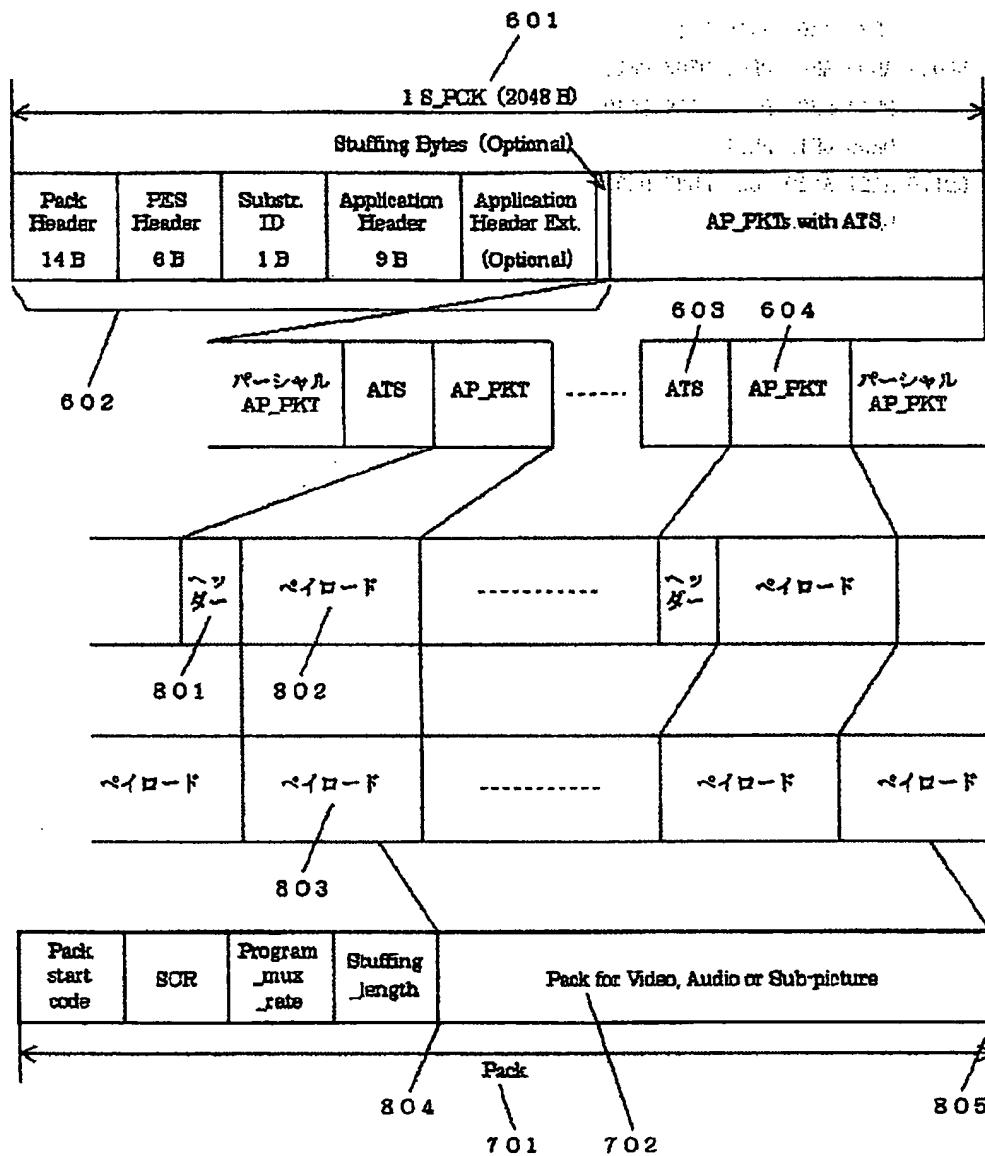 601
1 S_PCK (2048 B)
Stuffing Bytes (Optional)
Pack Header 14 B
PES Header 6 B
Substr. ID 1 B
Application Header 9 B
Application Header Ext. (Optional)
AP_PKTs with ATS
602
603
604
パーシャル AP_PKT
ATS
AP_PKT
ATS
AP_PKT
パーシャル AP_PKT
ヘッダー
ペイロード
ヘッダー
ペイロード
801
802
ペイロード
ペイロード
ペイロード
ペイロード
803
Pack start code
SCR
Program _mux _rate
Stuffing _length
Pack for Video, Audio or Sub-picture
Pack
804
701
702
805